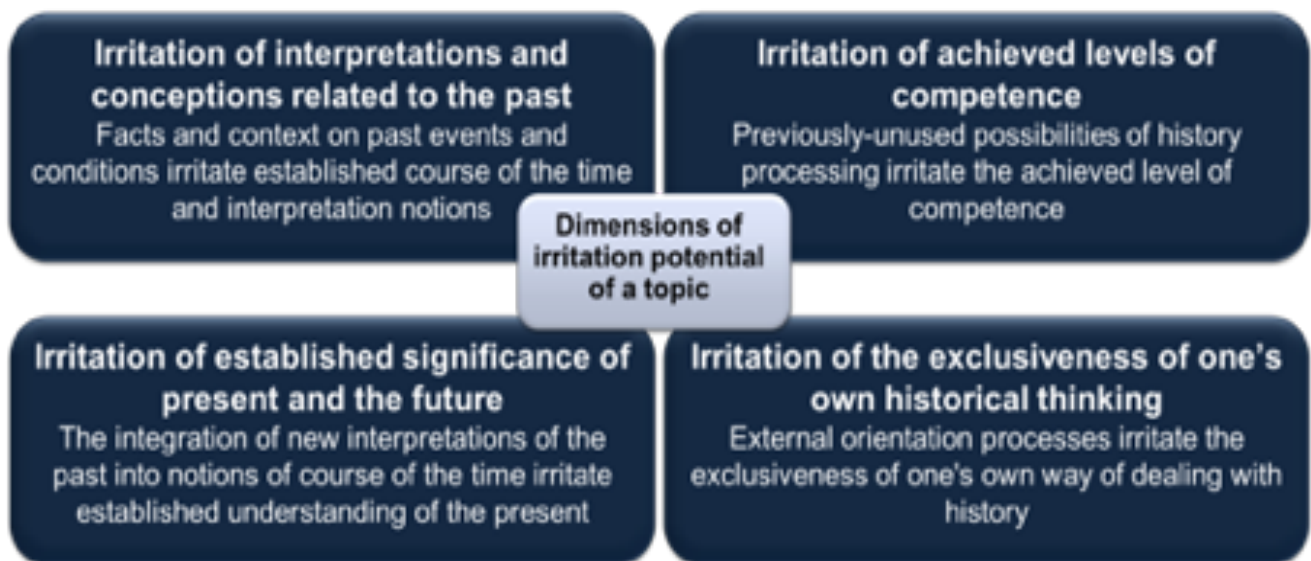 Irritation of interpretations and
conceptions related to the past
Facts and context on past events and
conditions irritate established course of the time
and interpretation notions
Irritation of achieved levels of
competence
Previously-unused possibilities of history
processing irritate the achieved level of
competence
Dimensions of
irritation potential
of a topic
Irritation of established significance of
present and the future
The integration of new interpretations of the
past into notions of course of the time irritate
established understanding of the present
Irritation of the exclusiveness of one's
own historical thinking
External orientation processes irritate the
exclusiveness of one's own way of dealing with
history